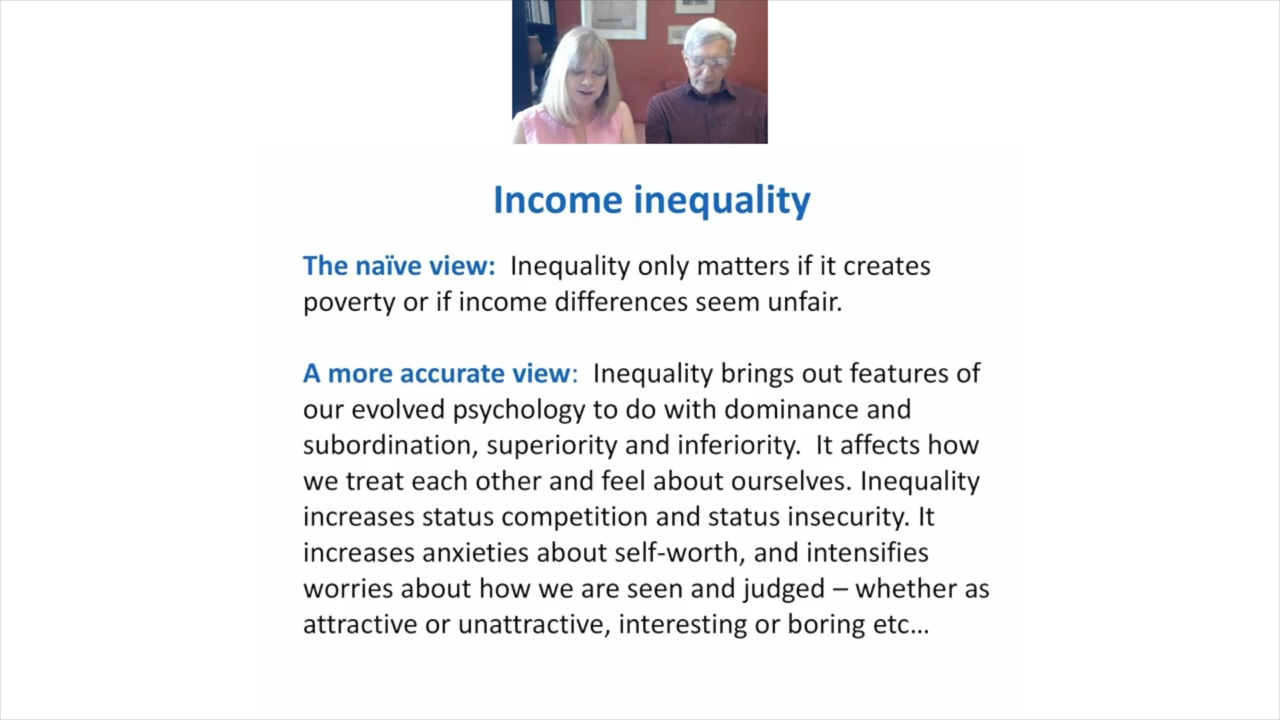 Income inequality
The naïve view:  Inequality only matters if it creates
poverty or if income differences seem unfair.
A more accurate view:  Inequality brings out features of
our evolved psychology to do with dominance and
subordination, superiority and inferiority.  It affects how
we treat each other and feel about ourselves. Inequality
increases status competition and status insecurity. It
increases anxieties about self-worth, and intensifies
worries about how we are seen and judged – whether as
attractive or unattractive, interesting or boring etc…